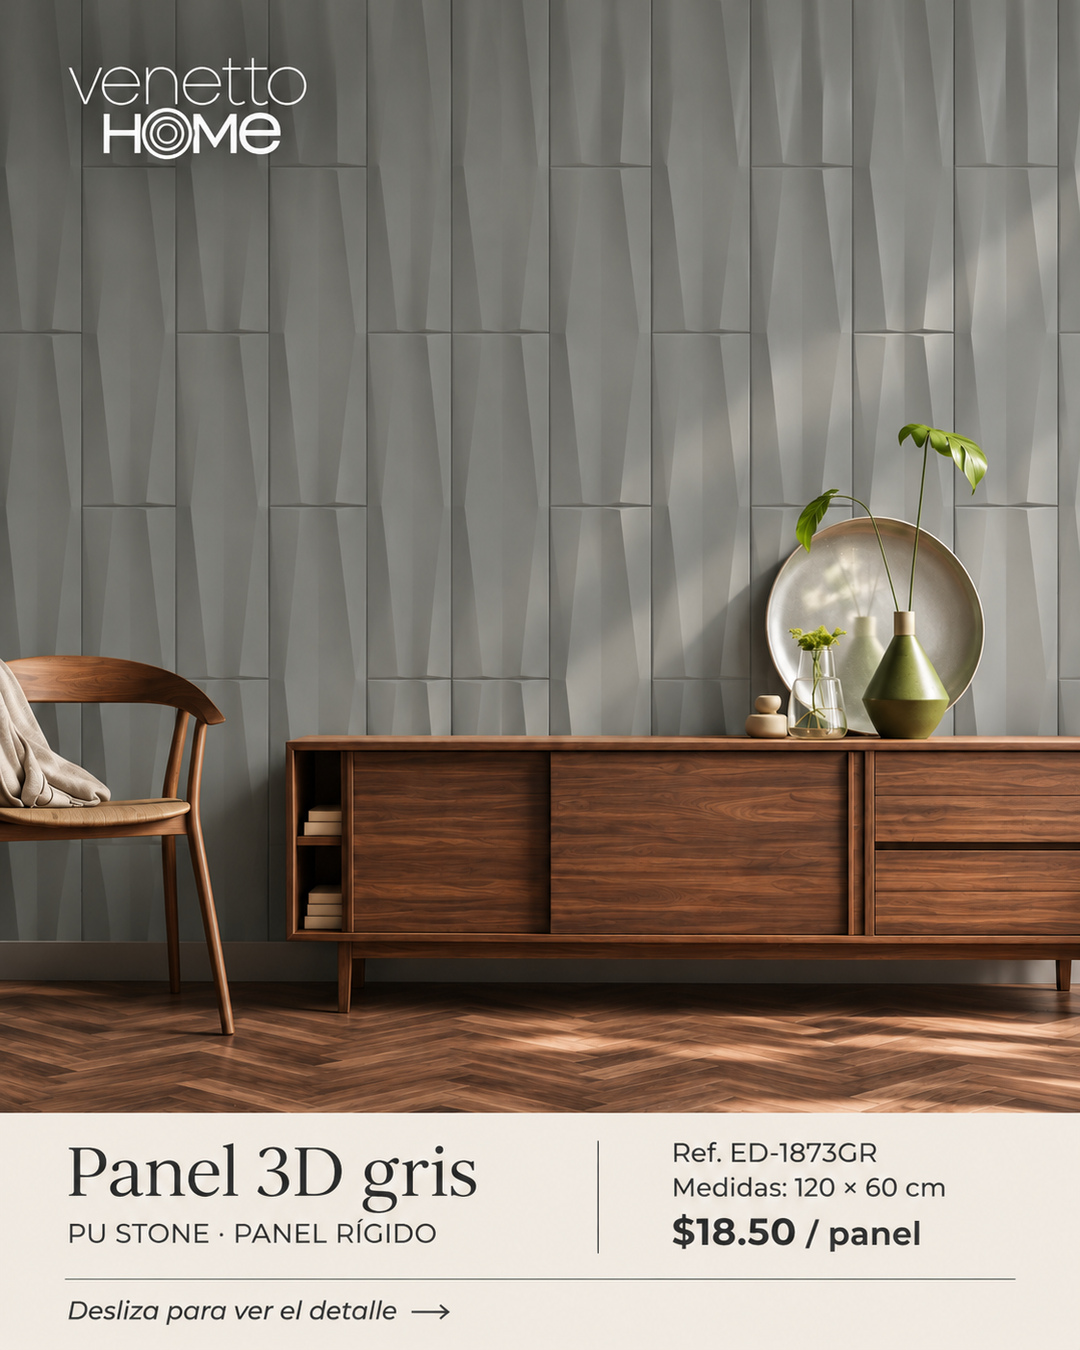 venetto
HOMe
Panel 3D gris
PU STONE · PANEL RÍGIDO
Ref. ED-1873GR
Medidas: 120 × 60 cm
$18.50 / panel
Desliza para ver el detalle →